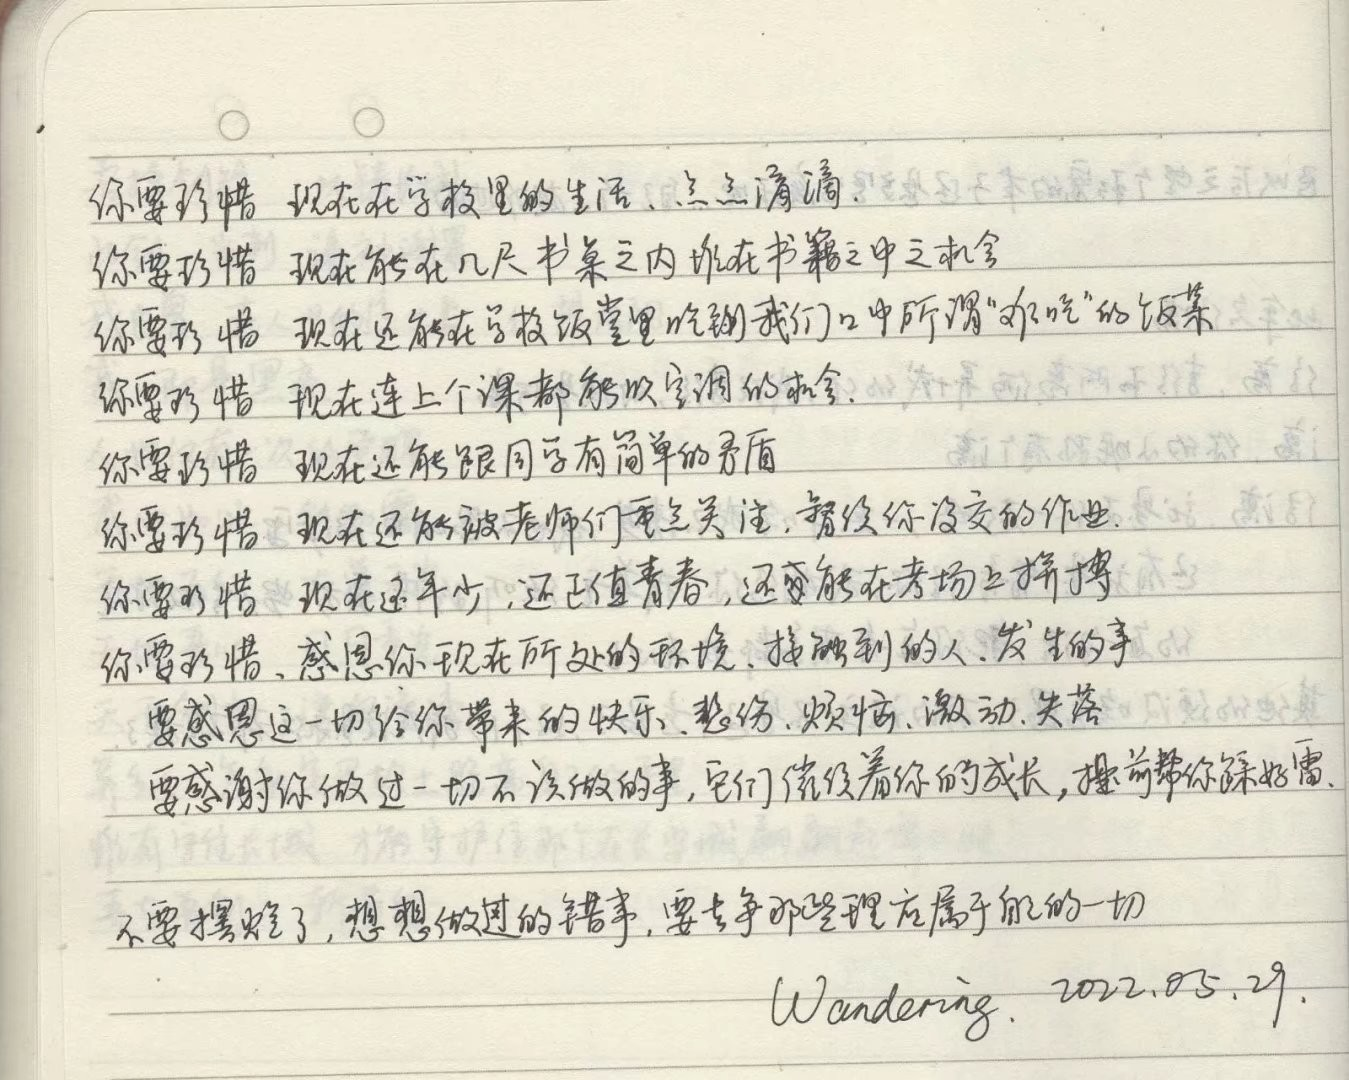 你要珍惜 现在在学校里的生活、点点滴滴.
你要珍惜 现在能在几尺书桌之内堆在书籍之中之机会
你要珍惜 现在还能在学校饭堂里吃到我们口中所谓“难吃”的饭菜
你要珍惜 现在连上个课都能吹空调的机会.
你要珍惜 现在还能跟同学有简单的矛盾
你要珍惜 现在还能被老师们重点关注,督促你没交的作业.
你要珍惜 现在还年少,还正值青春,还能在考场上拼搏
你要珍惜、感恩你现在所处的环境、接触到的人、发生的事
要感恩这一切给你带来的快乐、悲伤、烦恼、激动、失落
要感谢你做过一切不该做的事,它们催促着你的成长,提前帮你踩好雷.
不要摆烂了,想想做过的错事,要去争那些理应属于自己的一切
Wandering. 2022.05.29.